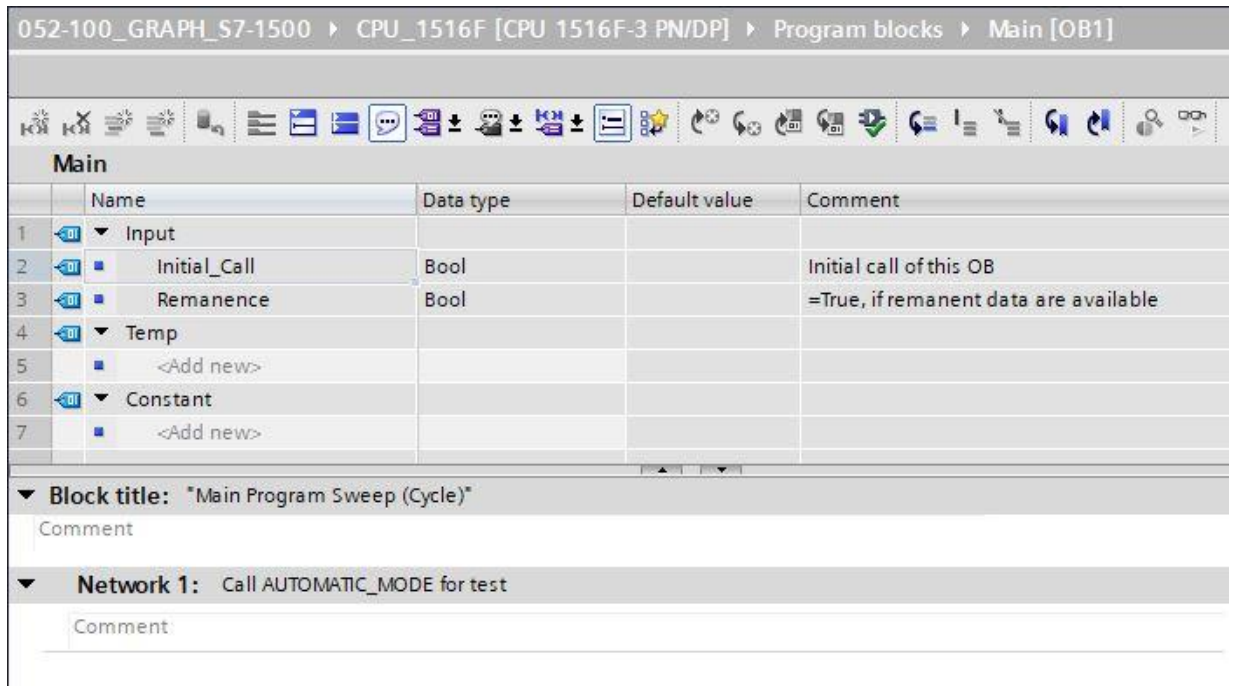 052-100_GRAPH_S7-1500 ▸ CPU_1516F [CPU 1516F-3 PN/DP] ▸ Program blocks ▸ Main [OB1]
Main
Name Data type Default value Comment
1 Input
2 Initial_Call Bool Initial call of this OB
3 Remanence Bool =True, if remanent data are available
4 Temp
5 <Add new>
6 Constant
7 <Add new>
Block title: "Main Program Sweep (Cycle)"
Comment
Network 1: Call AUTOMATIC_MODE for test
Comment